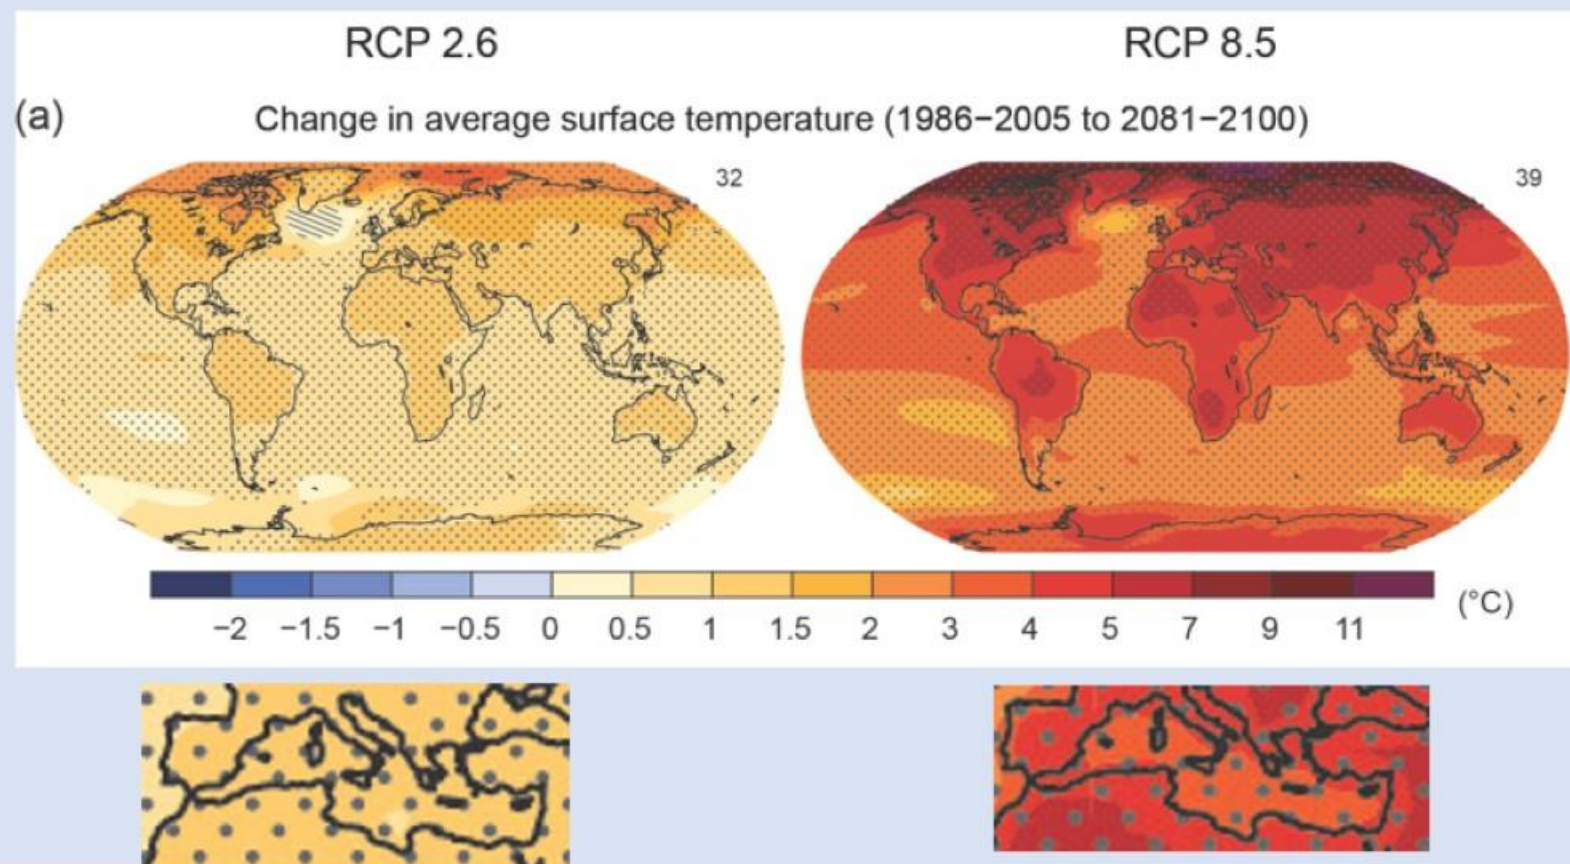 RCP 2.6
RCP 8.5
(a)
Change in average surface temperature (1986−2005 to 2081−2100)
32
39
−2 −1.5 −1 −0.5 0 0.5 1 1.5 2 3 4 5 7 9 11
(°C)